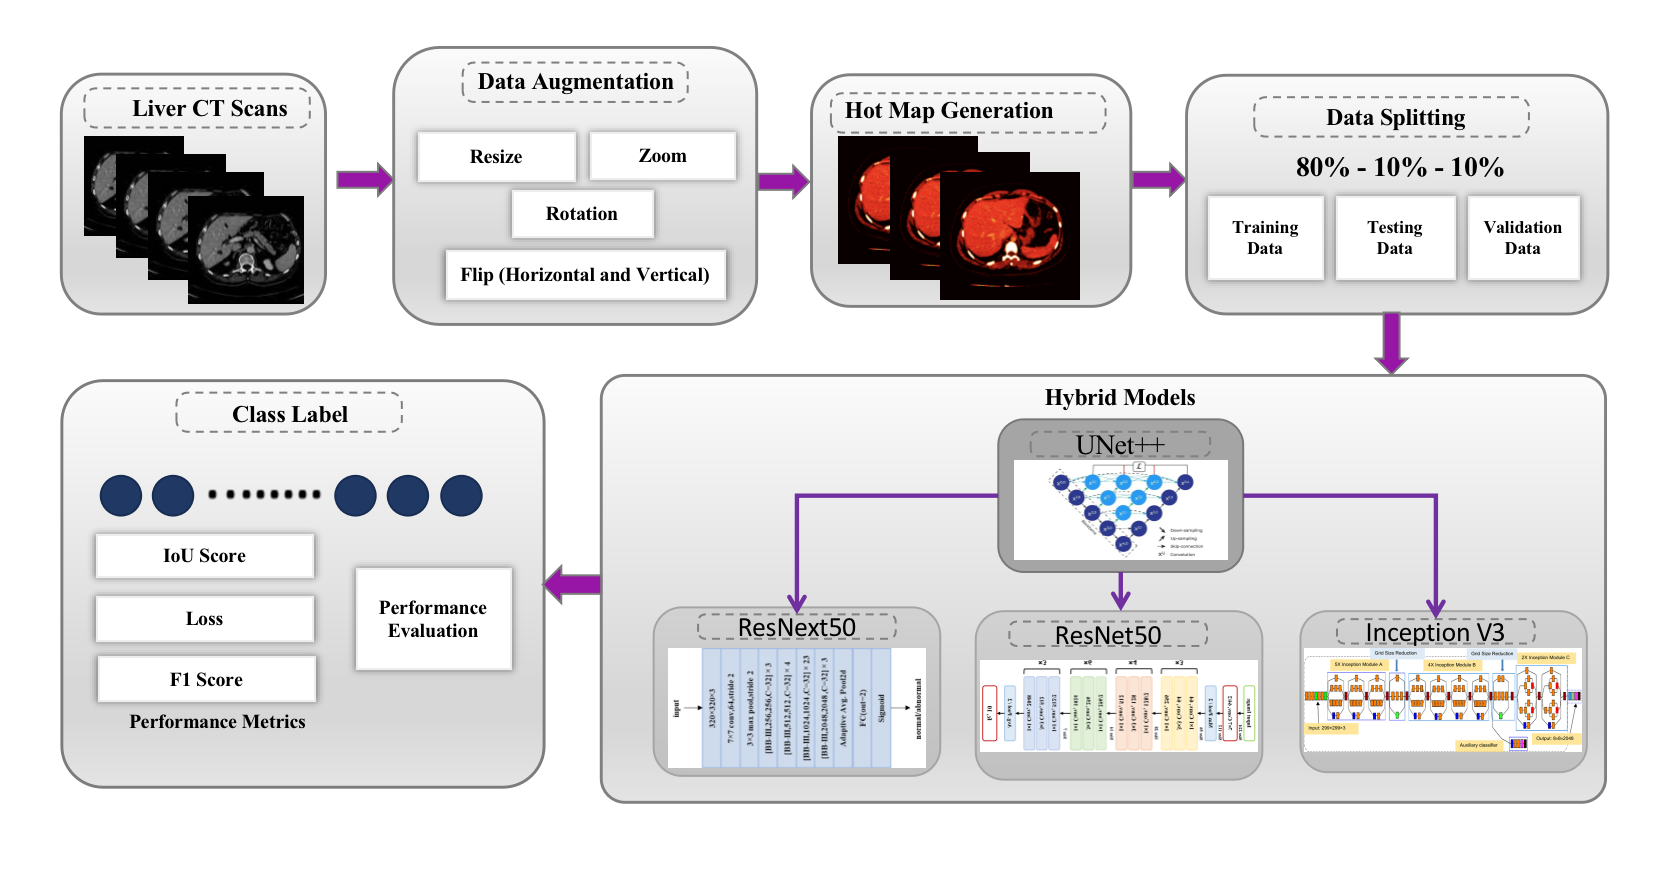 Liver CT Scans
Data Augmentation
Resize
Zoom
Rotation
Flip (Horizontal and Vertical)
Hot Map Generation
Data Splitting
80% - 10% - 10%
Training
Data
Testing
Data
Validation
Data
Hybrid Models
UNet++
Down-sampling
Up-sampling
Skip-connection
Convolution
ResNext50
input
320×320×3
7×7 conv,64,stride 2
3×3 max pool,stride 2
[BB-III,256,256,C=32] × 3
[BB-III,512,512,C=32] × 4
[BB-III,1024,1024,C=32] × 23
[BB-III,2048,2048,C=32] × 3
Adaptive Avg. Pool2d
FC(out=2)
Sigmoid
normal/abnormal
ResNet50
Inception V3
Grid Size Reduction
Grid Size Reduction
5X Inception Module A
4X Inception Module B
2X Inception Module C
Input: 299×299×3
Auxiliary classifier
Output: 8×8×2048
Class Label
IoU Score
Loss
F1 Score
Performance Metrics
Performance
Evaluation